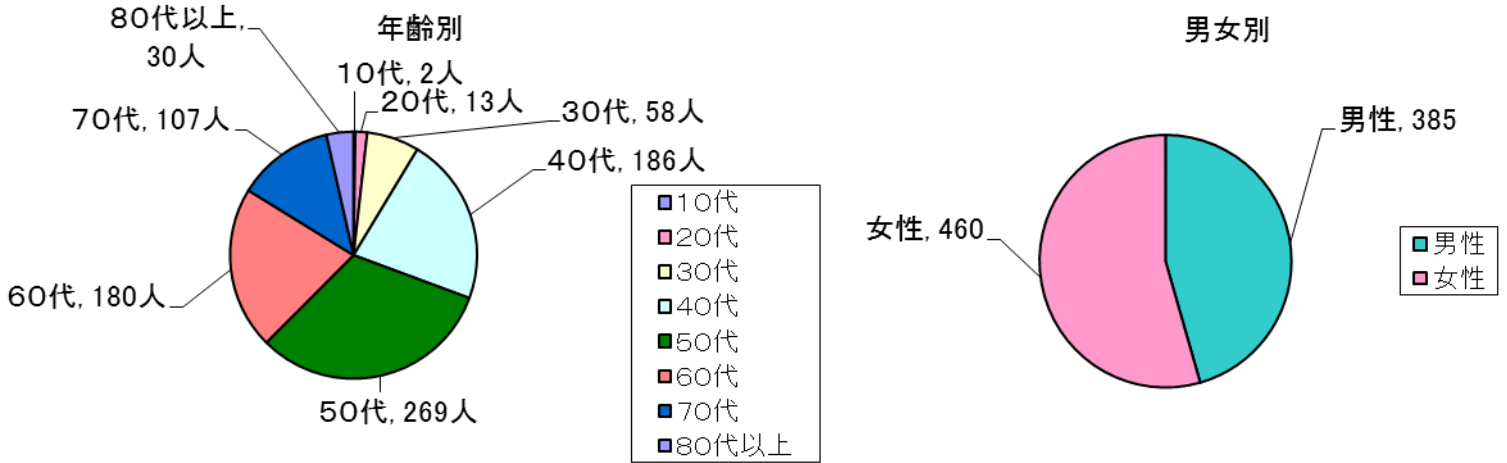 年齢別
80代以上,
30人
10代, 2人
20代, 13人
30代, 58人
40代, 186人
50代, 269人
60代, 180人
70代, 107人
10代
20代
30代
40代
50代
60代
70代
80代以上
男女別
男性, 385
女性, 460
男性
女性